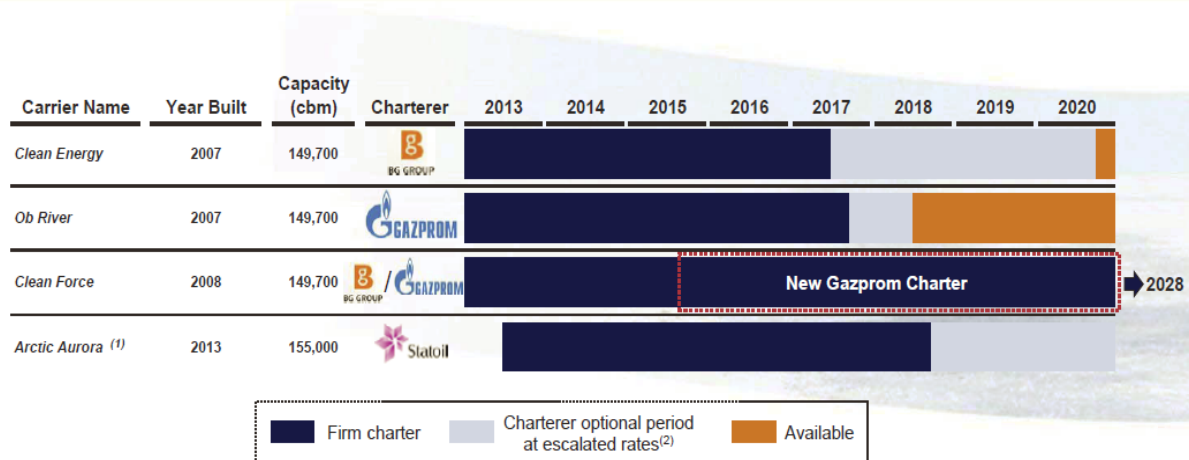 Carrier Name Year Built Capacity (cbm) Charterer 2013 2014 2015 2016 2017 2018 2019 2020
Clean Energy 2007 149,700 BG GROUP
Ob River 2007 149,700 GAZPROM
Clean Force 2008 149,700 BG GROUP / GAZPROM New Gazprom Charter 2028
Arctic Aurora (1) 2013 155,000 Statoil
Firm charter Charterer optional period at escalated rates(2) Available